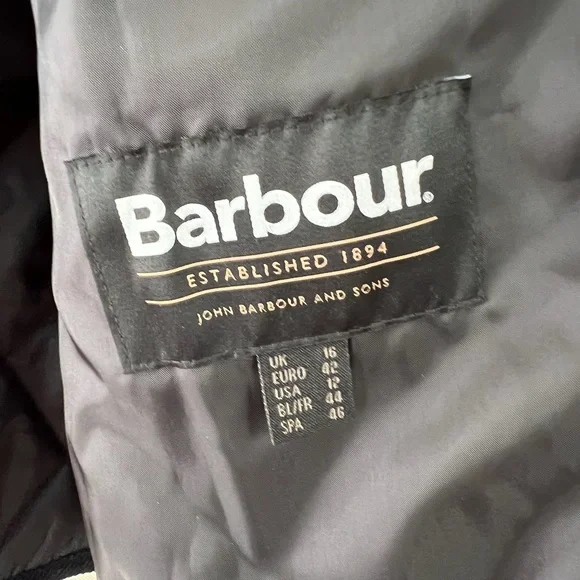 Barbour.
ESTABLISHED 1894
JOHN BARBOUR AND SONS
UK 16
EURO 42
USA 12
BL/FR 44
SPA 46